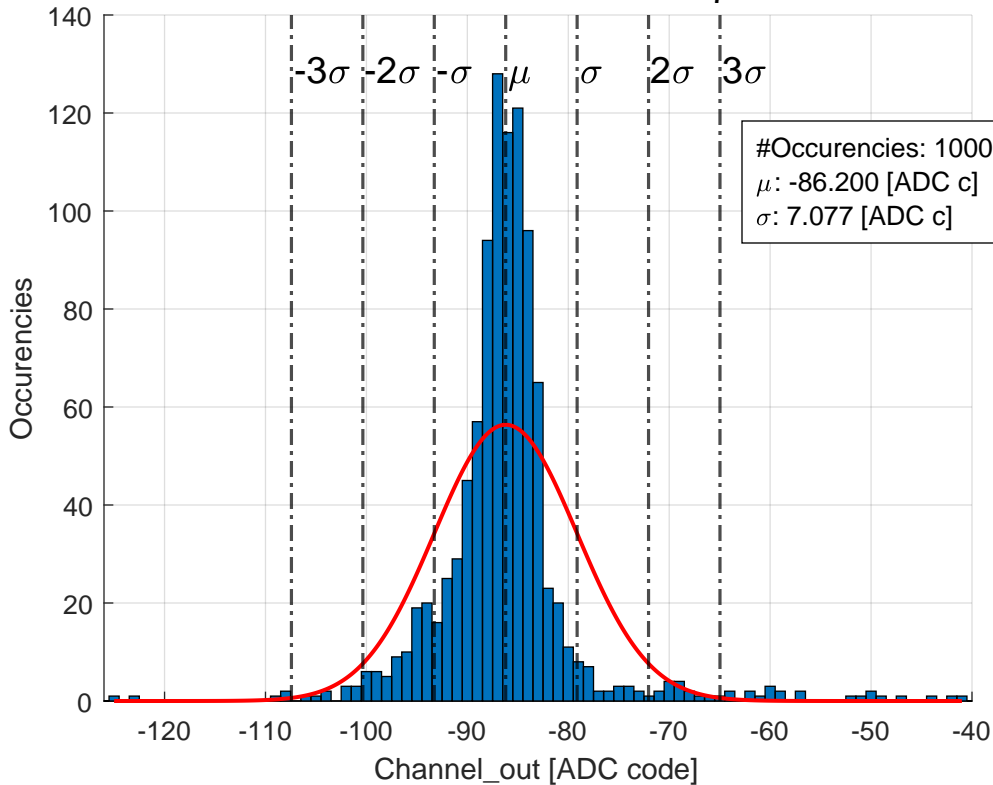 140
120
100
80
60
40
20
0
-3σ -2σ -σ μ σ 2σ 3σ
#Occurencies: 1000
μ: -86.200 [ADC c]
σ: 7.077 [ADC c]
Occurencies
-120 -110 -100 -90 -80 -70 -60 -50 -40
Channel_out [ADC code]